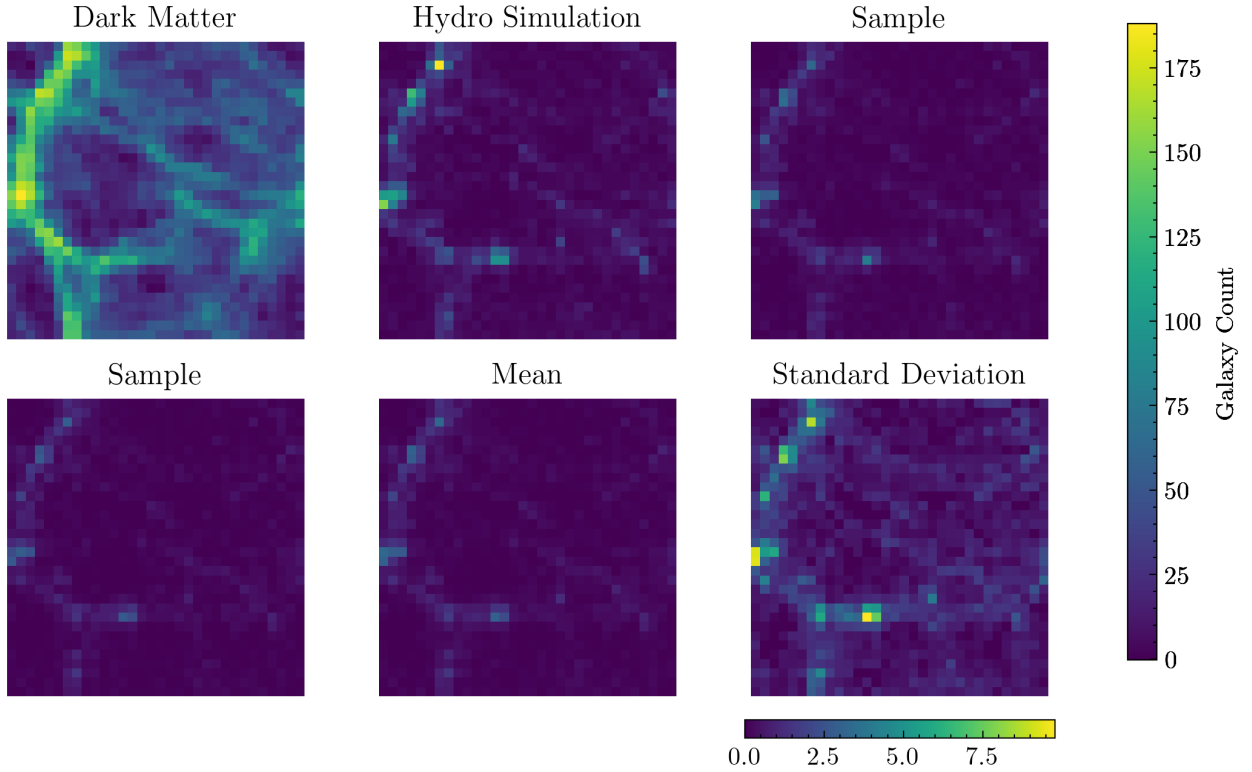 Dark Matter
Hydro Simulation
Sample
Sample
Mean
Standard Deviation
175
150
125
100
75
50
25
0
Galaxy Count
0.0 2.5 5.0 7.5